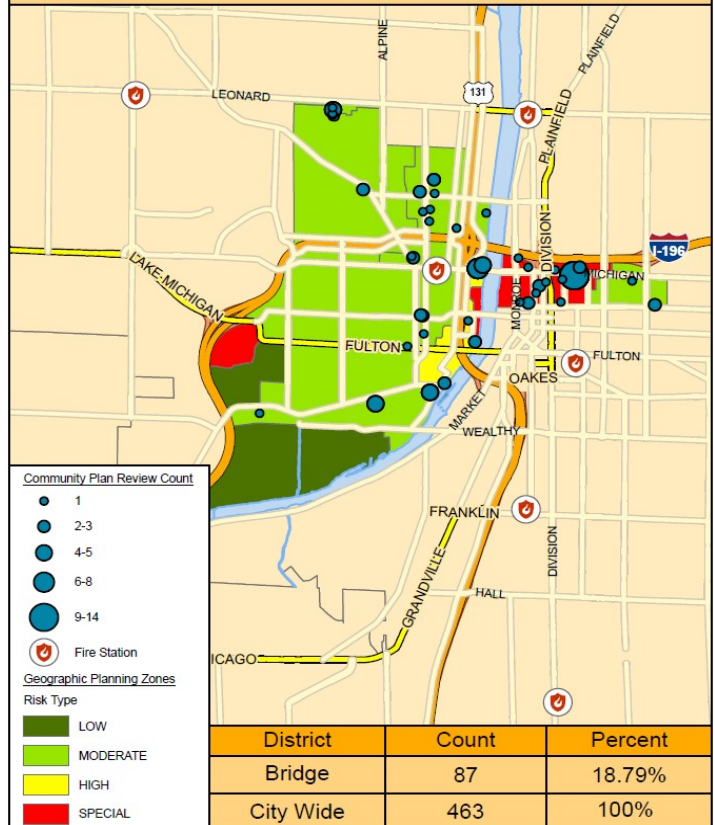 ALPINE
PLAINFIELD
131
LEONARD
PLAINFIELD
DIVISION
I-196
LAKE-MICHIGAN
MONROE
MICHIGAN
FULTON
FULTON
OAKES
MARKET
WEALTHY
Community Plan Review Count
1
2-3
4-5
6-8
9-14
Fire Station
FRANKLIN
DIVISION
GRANDVILLE
HALL
ICAGO
Geographic Planning Zones
Risk Type
LOW
MODERATE
HIGH
SPECIAL
District Count Percent
Bridge 87 18.79%
City Wide 463 100%